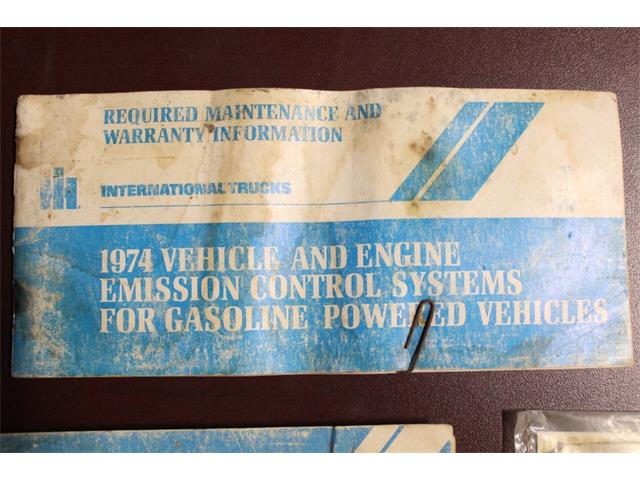 REQUIRED MAINTENANCE AND
WARRANTY INFORMATION
INTERNATIONAL TRUCKS
1974 VEHICLE AND ENGINE
EMISSION CONTROL SYSTEMS
FOR GASOLINE POWERED VEHICLES